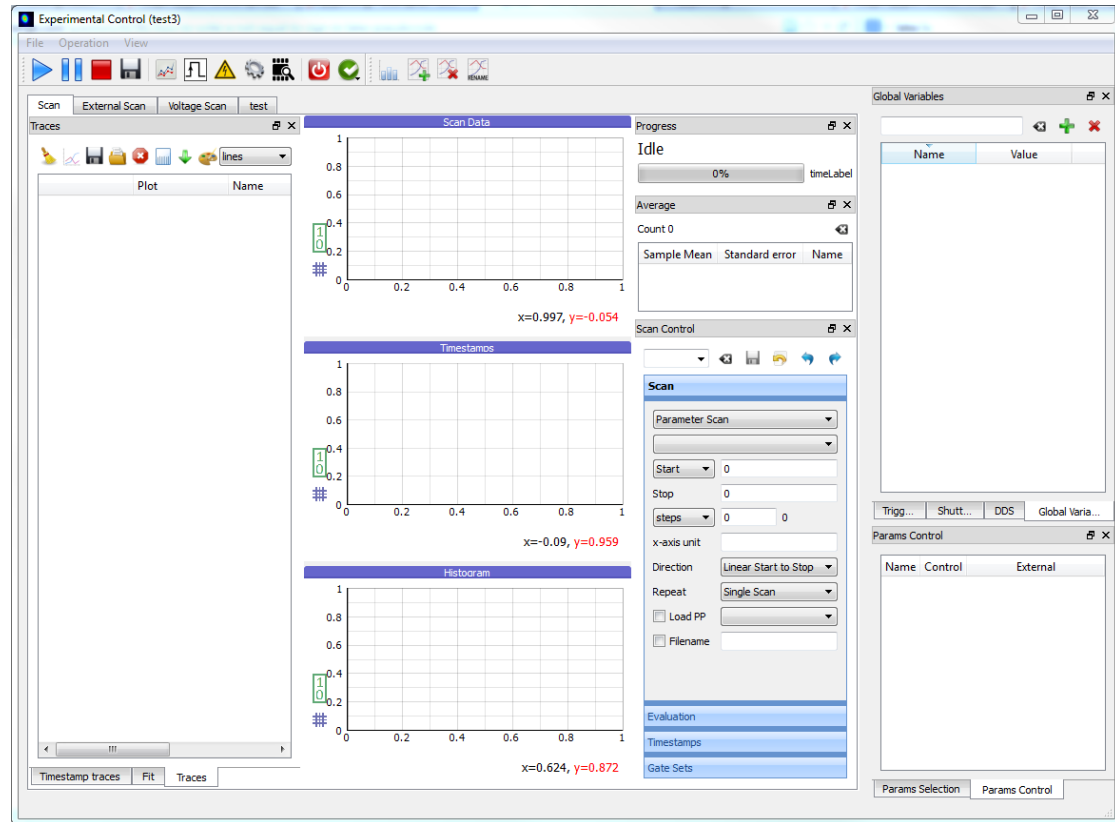 Experimental Control (test3)
File Operation View
RENAME
Scan External Scan Voltage Scan test
Traces
lines
Plot Name
Timestamp traces Fit Traces
Scan Data
1
0.8
0.6
0.4
0.2
0
1
0
0 0.2 0.4 0.6 0.8 1
x=0.997, y=-0.054
Timestamps
1
0.8
0.6
0.4
0.2
0
1
0
0 0.2 0.4 0.6 0.8 1
x=-0.09, y=0.959
Histogram
1
0.8
0.6
0.4
0.2
0
1
0
0 0.2 0.4 0.6 0.8 1
x=0.624, y=0.872
Progress
Idle
0% timeLabel
Average
Count 0
Sample Mean Standard error Name
Scan Control
Scan
Parameter Scan
Start 0
Stop 0
steps 0 0
x-axis unit
Direction Linear Start to Stop
Repeat Single Scan
Load PP
Filename
Evaluation
Timestamps
Gate Sets
Global Variables
Name Value
Trigg... Shutt... DDS Global Varia...
Params Control
Name Control External
Params Selection Params Control